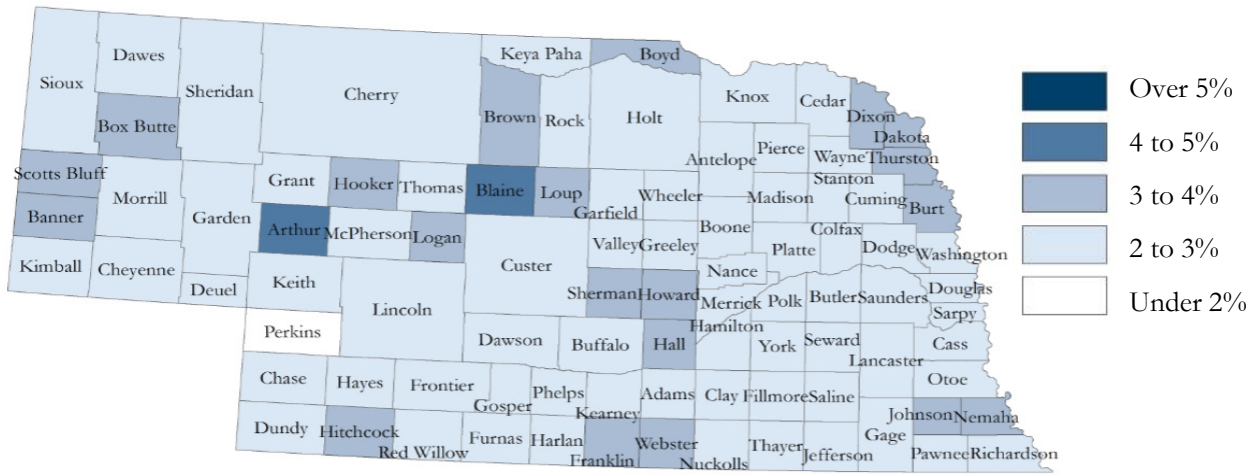 Keya Paha
Boyd
Dawes
Sioux
Sheridan
Cherry
Knox
Cedar
Box Butte
Brown
Rock
Holt
Dixon
Dakota
Antelope
Pierce
Wayne
Thurston
Scotts Bluff
Morrill
Grant
Hooker
Thomas
Blaine
Loup
Garfield
Wheeler
Madison
Stanton
Cuming
Burt
Banner
Garden
Arthur
McPherson
Logan
Custer
Valley
Greeley
Boone
Platte
Colfax
Dodge
Washington
Kimball
Cheyenne
Deuel
Keith
Lincoln
Sherman
Howard
Nance
Merrick
Polk
Butler
Saunders
Douglas
Sarpy
Perkins
Dawson
Buffalo
Hall
Hamilton
York
Seward
Lancaster
Cass
Otoe
Chase
Hayes
Frontier
Gosper
Phelps
Kearney
Adams
Clay
Fillmore
Saline
Johnson
Nemaha
Dundy
Hitchcock
Red Willow
Furnas
Harlan
Franklin
Webster
Nuckolls
Thayer
Jefferson
Gage
Pawnee
Richardson
Over 5%
4 to 5%
3 to 4%
2 to 3%
Under 2%